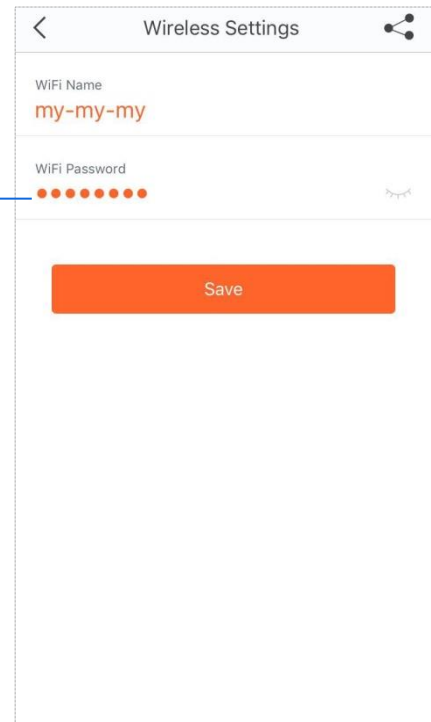 Wireless Settings
WiFi Name
my-my-my
WiFi Password
●●●●●●●●
Save